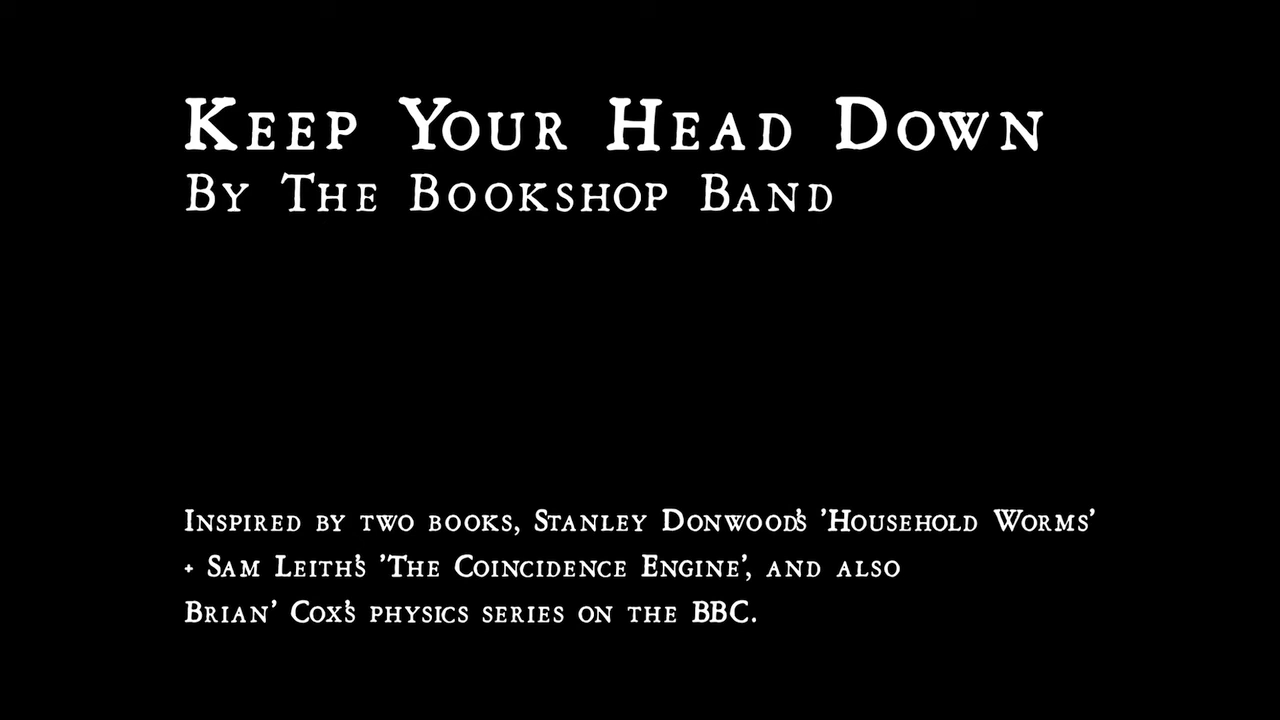 Keep Your Head Down
By The Bookshop Band
Inspired by two books, Stanley Donwood's 'Household Worms'
+ Sam Leith's 'The Coincidence Engine', and also
Brian' Cox's physics series on the BBC.